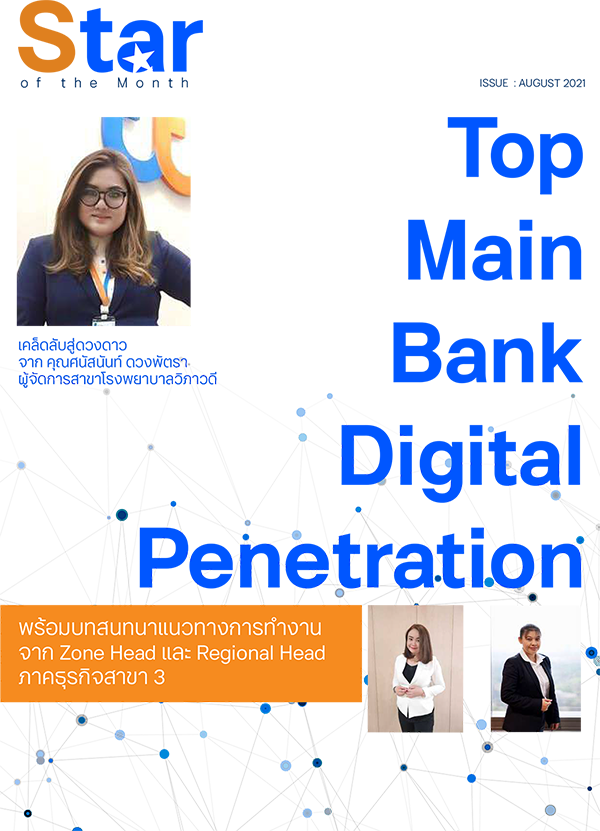 Star
of the Month
ISSUE : AUGUST 2021
Top
Main
Bank
Digital
Penetration
เคล็ดลับสู่ดวงดาว
จาก คุณศนัสนันท์ ดวงพัตรา
ผู้จัดการสาขาโรงพยาบาลวิภาวดี
พร้อมบทสนทนาแนวทางการทำงาน
จาก Zone Head และ Regional Head
ภาคธุรกิจสาขา 3